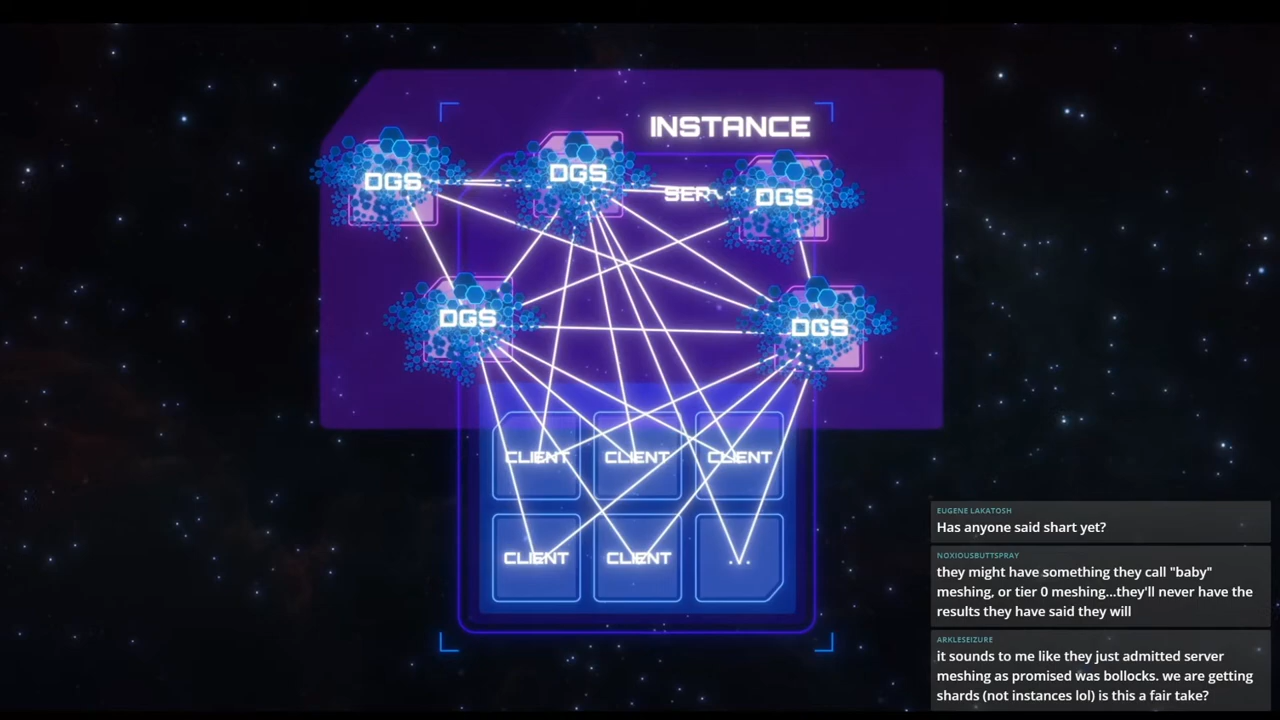 INSTANCE
DGS
DGS
DGS
DGS
DGS
CLIENT
CLIENT
CLIENT
CLIENT
CLIENT
EUGENE LAKATOSH
Has anyone said shart yet?
NOXIOUSBUTTSPRAY
they might have something they call "baby"
meshing, or tier 0 meshing...they'll never have the
results they have said they will
ARKLESEIZURE
it sounds to me like they just admitted server
meshing as promised was bollocks. we are getting
shards (not instances lol) is this a fair take?